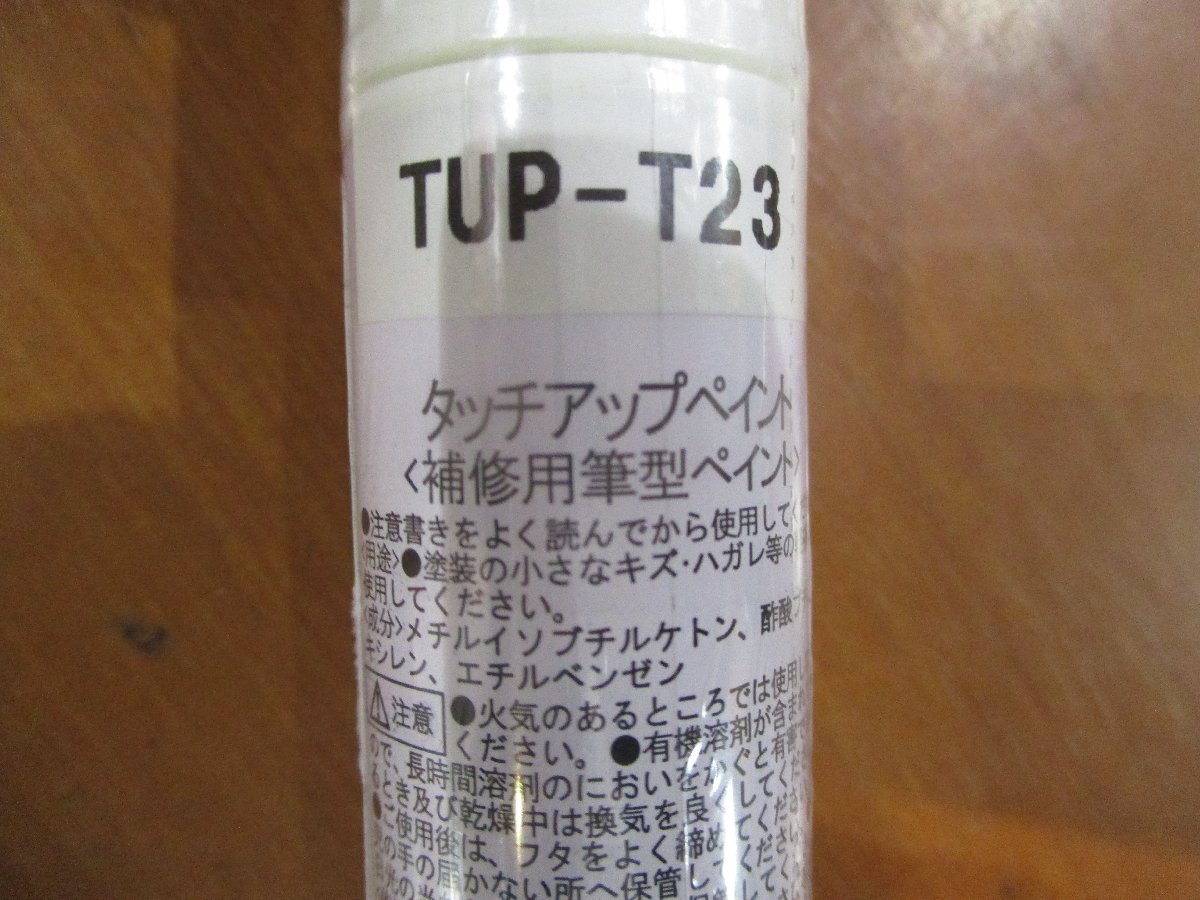 TUP-T23
タッチアップペイント
<補修用筆型ペイント>
●注意書きをよく読んでから使用してく
<用途>●塗装の小さなキズ・ハガレ等の
使用してください。
<成分>メチルイソブチルケトン、酢酸ブ
キシレン、エチルベンゼン
注意
●火気のあるところでは使用し
ください。●有機溶剤が含まれ
ので、長時間溶剤のにおいをかぐと有害で
るとき及び乾燥中は換気を良くしてくださ
●ご使用後は、フタをよく締めてくださ
の手の届かない所へ保管して